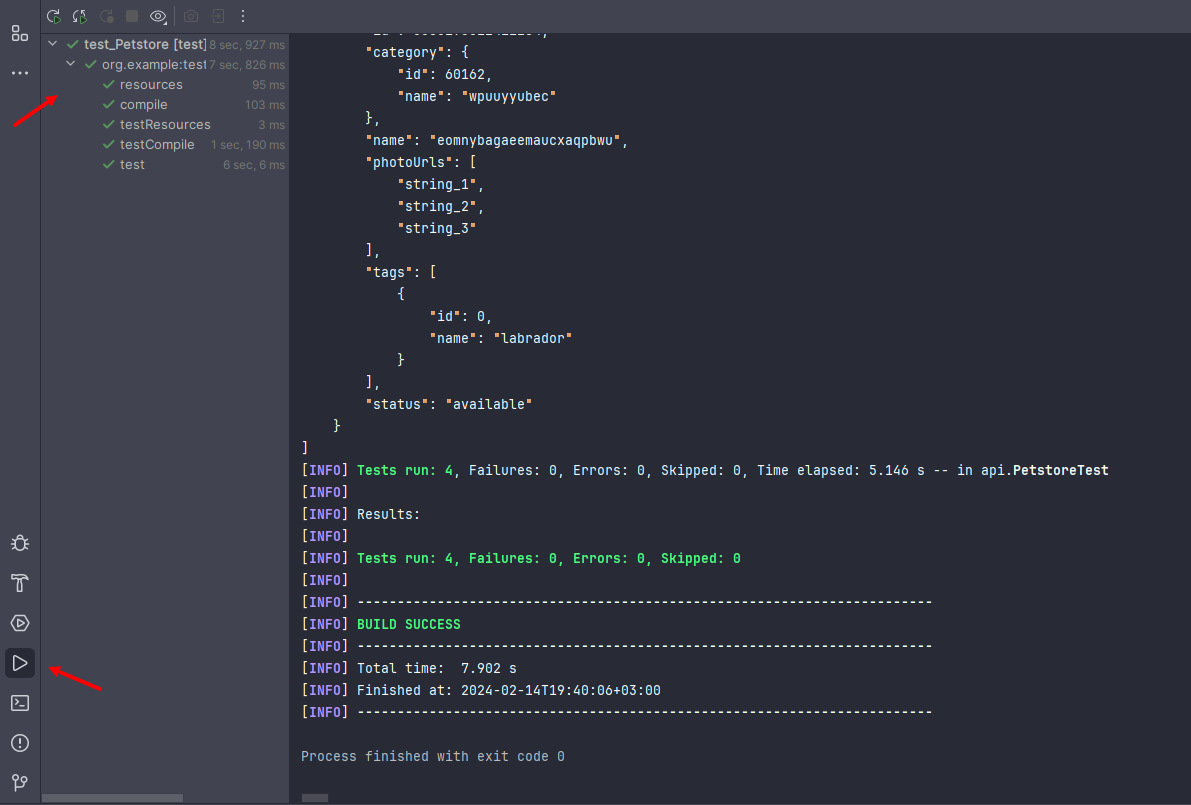 test_Petstore [test] 8 sec, 927 ms
org.example:test 7 sec, 826 ms
resources 95 ms
compile 103 ms
testResources 3 ms
testCompile 1 sec, 190 ms
test 6 sec, 6 ms
"category": {
"id": 60162,
"name": "wpuuyyubec"
},
"name": "eomnybagaeemaucxaqpbwu",
"photoUrls": [
"string_1",
"string_2",
"string_3"
],
"tags": [
{
"id": 0,
"name": "labrador"
}
],
"status": "available"
}
]
[INFO] Tests run: 4, Failures: 0, Errors: 0, Skipped: 0, Time elapsed: 5.146 s -- in api.PetstoreTest
[INFO]
[INFO] Results:
[INFO]
[INFO] Tests run: 4, Failures: 0, Errors: 0, Skipped: 0
[INFO]
[INFO] ------------------------------------------------------------------------
[INFO] BUILD SUCCESS
[INFO] ------------------------------------------------------------------------
[INFO] Total time:  7.902 s
[INFO] Finished at: 2024-02-14T19:40:06+03:00
[INFO] ------------------------------------------------------------------------
Process finished with exit code 0